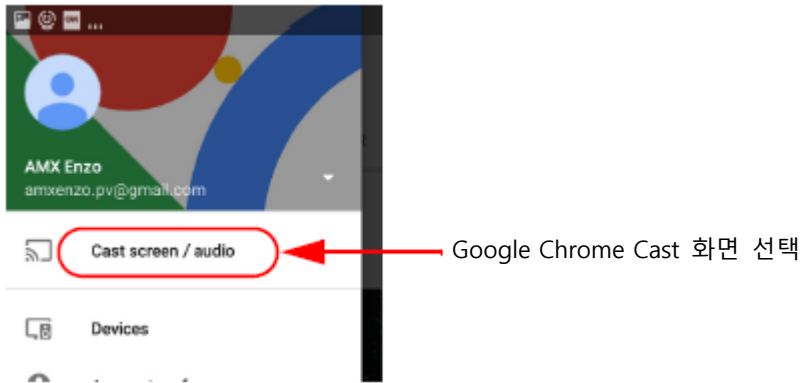 AMX Enzo
amxenzo.pv@gmail.com
Cast screen / audio
Google Chrome Cast 화면 선택
Devices